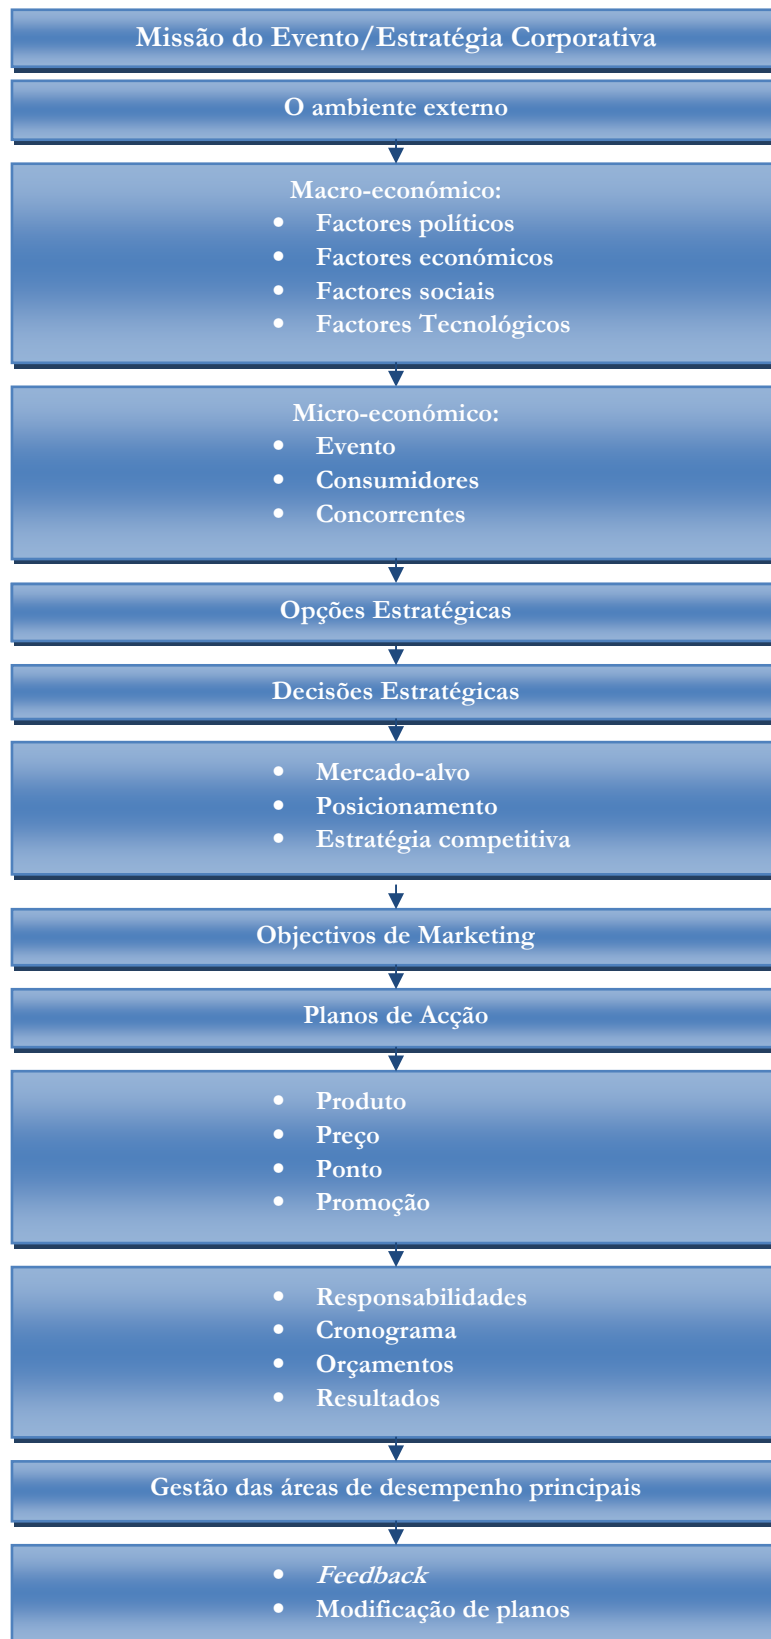 Missão do Evento/Estratégia Corporativa
O ambiente externo
Macro-económico:
• Factores políticos
• Factores económicos
• Factores sociais
• Factores Tecnológicos
Micro-económico:
• Evento
• Consumidores
• Concorrentes
Opções Estratégicas
Decisões Estratégicas
• Mercado-alvo
• Posicionamento
• Estratégia competitiva
Objectivos de Marketing
Planos de Acção
• Produto
• Preço
• Ponto
• Promoção
• Responsabilidades
• Cronograma
• Orçamentos
• Resultados
Gestão das áreas de desempenho principais
• Feedback
• Modificação de planos